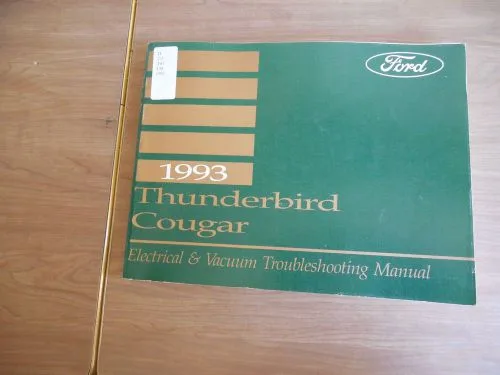 Ford
1993
Thunderbird
Cougar
Electrical & Vacuum Troubleshooting Manual